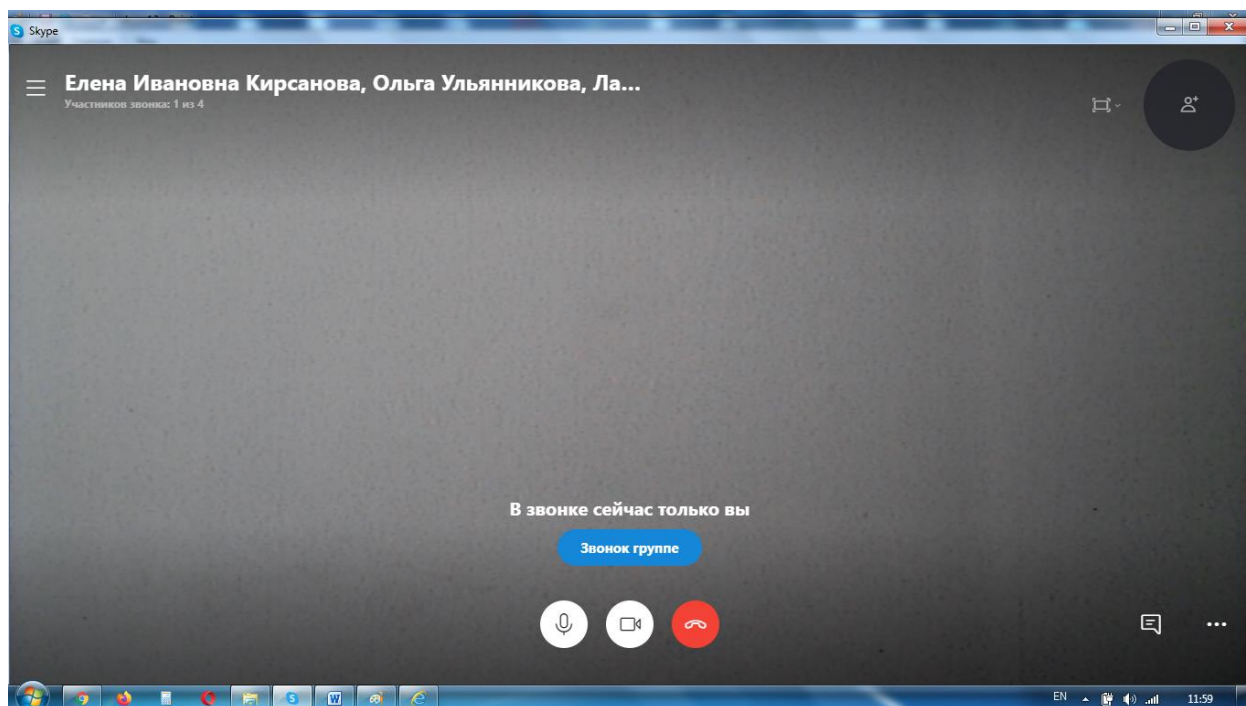 Skype
Елена Ивановна Кирсанова, Ольга Ульянникова, Ла...
Участников звонка: 1 из 4
В звонке сейчас только вы
Звонок группе
EN
11:59